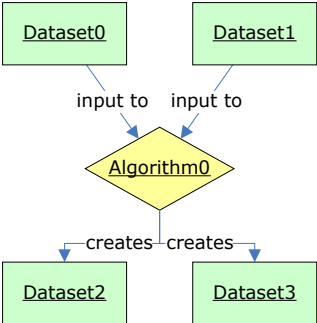 Dataset0 Dataset1
input to input to
Algorithm0
creates creates
Dataset2 Dataset3